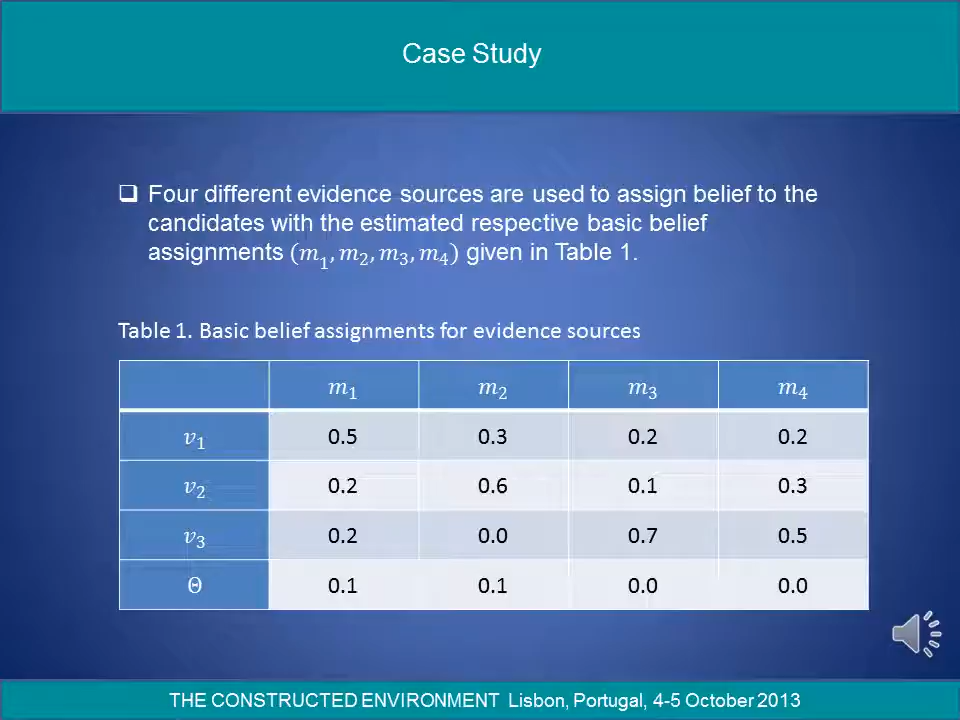 Case Study
❑ Four different evidence sources are used to assign belief to the
candidates with the estimated respective basic belief
assignments (𝑚₁, 𝑚₂, 𝑚₃, 𝑚₄) given in Table 1.
Table 1. Basic belief assignments for evidence sources
𝑚₁ 𝑚₂ 𝑚₃ 𝑚₄
𝑣₁ 0.5 0.3 0.2 0.2
𝑣₂ 0.2 0.6 0.1 0.3
𝑣₃ 0.2 0.0 0.7 0.5
Θ 0.1 0.1 0.0 0.0
THE CONSTRUCTED ENVIRONMENT Lisbon, Portugal, 4-5 October 2013